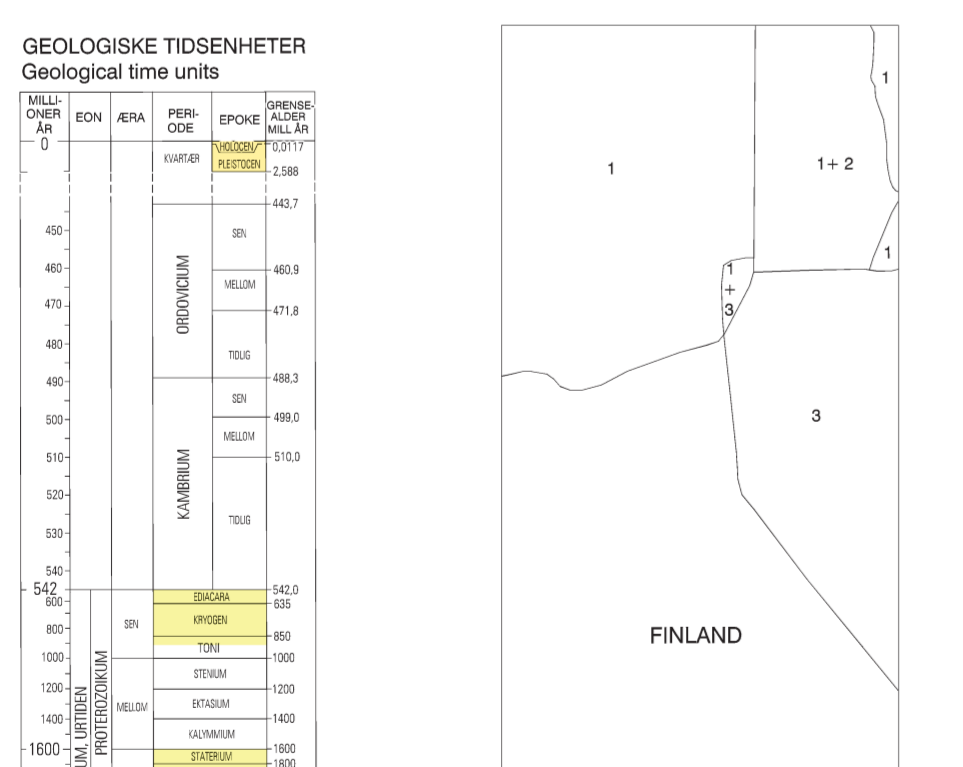 GEOLOGISKE TIDSENHETER
Geological time units
MILLI-
ONER
ÅR
EON
ÆRA
PERI-
ODE
EPOKE
GRENSE-
ALDER
MILL ÅR
0
KVARTÆR
HOLOCEN
PLEISTOCEN
0,0117
2,588
443,7
450
SEN
460
460,9
MELLOM
470
471,8
ORDOVICIUM
480
TIDLIG
490
488,3
SEN
500
499,0
MELLOM
510
510,0
KAMBRIUM
520
TIDLIG
530
540
542
542,0
EDIACARA
600
635
KRYOGEN
SEN
800
850
TONI
1000
1000
STENIUM
1200
1200
EKTASIUM
MELLOM
1400
1400
KALYMMIUM
1600
1600
STATERIUM
1800
UM, URTIDEN
PROTEROZOIKUM
1
1
1+ 2
1
1
+
3
3
FINLAND